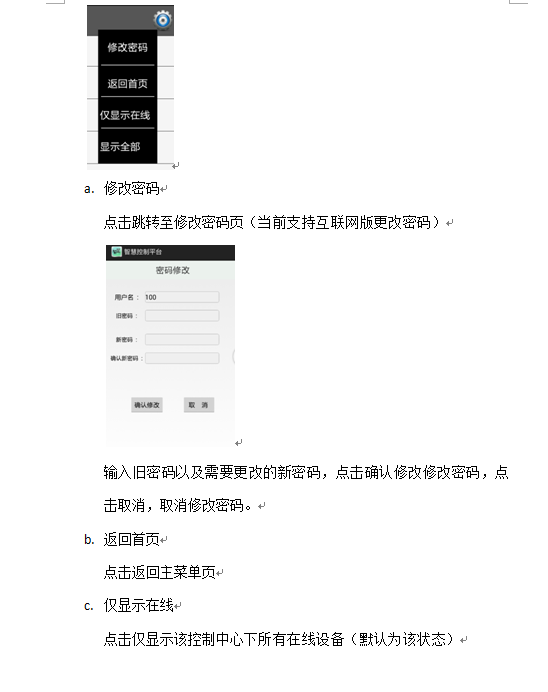 修改密码
返回首页
仅显示在线
显示全部
a. 修改密码
点击跳转至修改密码页（当前支持互联网版更改密码）
智慧控制平台
密码修改
用户名： 100
旧密码：
新密码：
确认新密码：
确认修改 取 消
输入旧密码以及需要更改的新密码，点击确认修改修改密码，点
击取消，取消修改密码。
b. 返回首页
点击返回主菜单页
c. 仅显示在线
点击仅显示该控制中心下所有在线设备（默认为该状态）